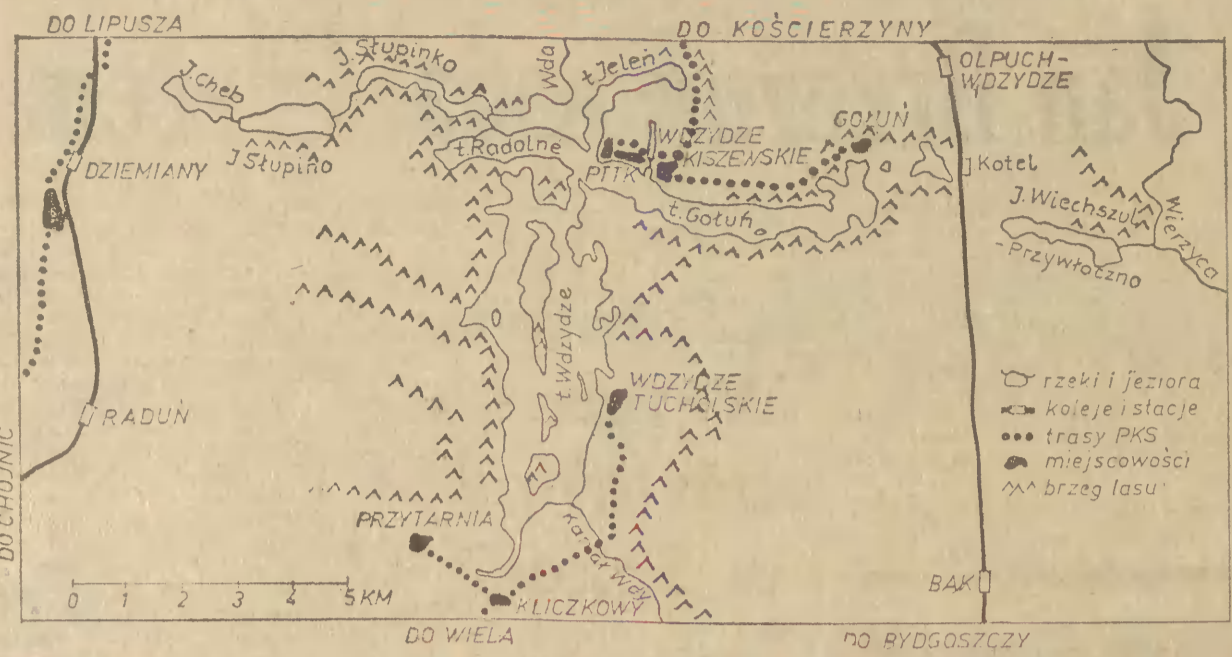 DO LIPUSZA
DO KOŚCIERZYNY
J. Cheb
J. Słupinko
Wda
t. Jeleń
OLPUCH-
WDZYDZE
DZIEMIANY
J Słupino
t. Radolne
WDZYDZE
KISZEWSKIE
PTTK
GOŁUŃ
J Kotel
t. Gołuń
J. Wiechszul
-Przywłoczno
Wierzyca
t. Wdzydze
WDZYDZE
TUCHOLSKIE
RADUŃ
rzeki i jeziora
koleje i stacje
trasy PKS
miejscowości
brzeg lasu
DO CHOJNIC
PRZYTARNIA
Kanał Wdy
0 1 2 3 4 5 KM
KLICZKOWY
BĄK
DO WIELA
DO BYDGOSZCZY